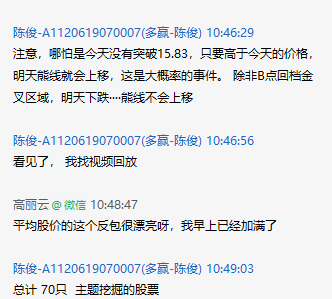 陈俊-A1120619070007(多赢-陈俊) 10:46:29
注意，哪怕是今天没有突破15.83，只要高于今天的价格，
明天能线就会上移，这是大概率的事件。 除非B点回档金
叉区域，明天下跌····能线不会上移
陈俊-A1120619070007(多赢-陈俊) 10:46:56
看见了， 我找视频回放
高丽云@微信 10:48:47
平均股价的这个反包很漂亮呀，我早上已经加满了
陈俊-A1120619070007(多赢-陈俊) 10:49:03
总计 70只  主题挖掘的股票